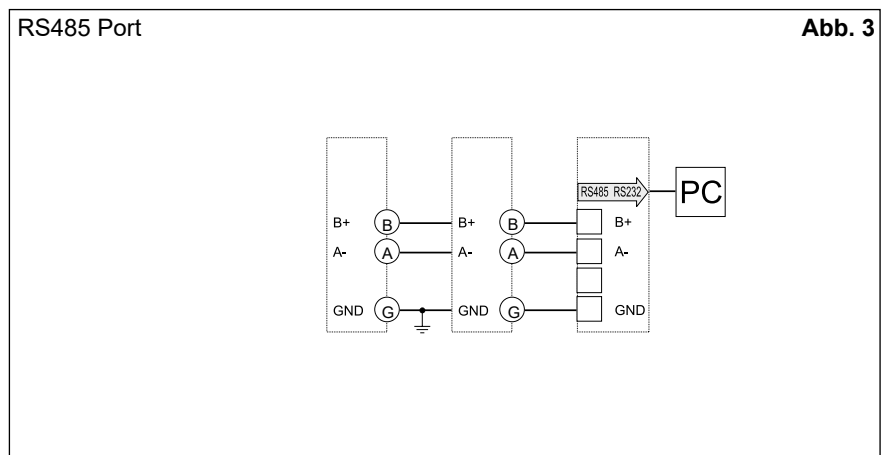 RS485 Port Abb. 3
RS485 RS232 PC
B+ B B+ B B+
A- A A- A A-
GND G GND G GND